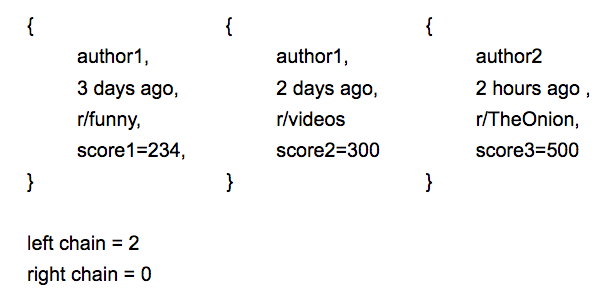 { { {
author1, author1, author2
3 days ago, 2 days ago, 2 hours ago ,
r/funny, r/videos r/TheOnion,
score1=234, score2=300 score3=500
} } }
left chain = 2
right chain = 0